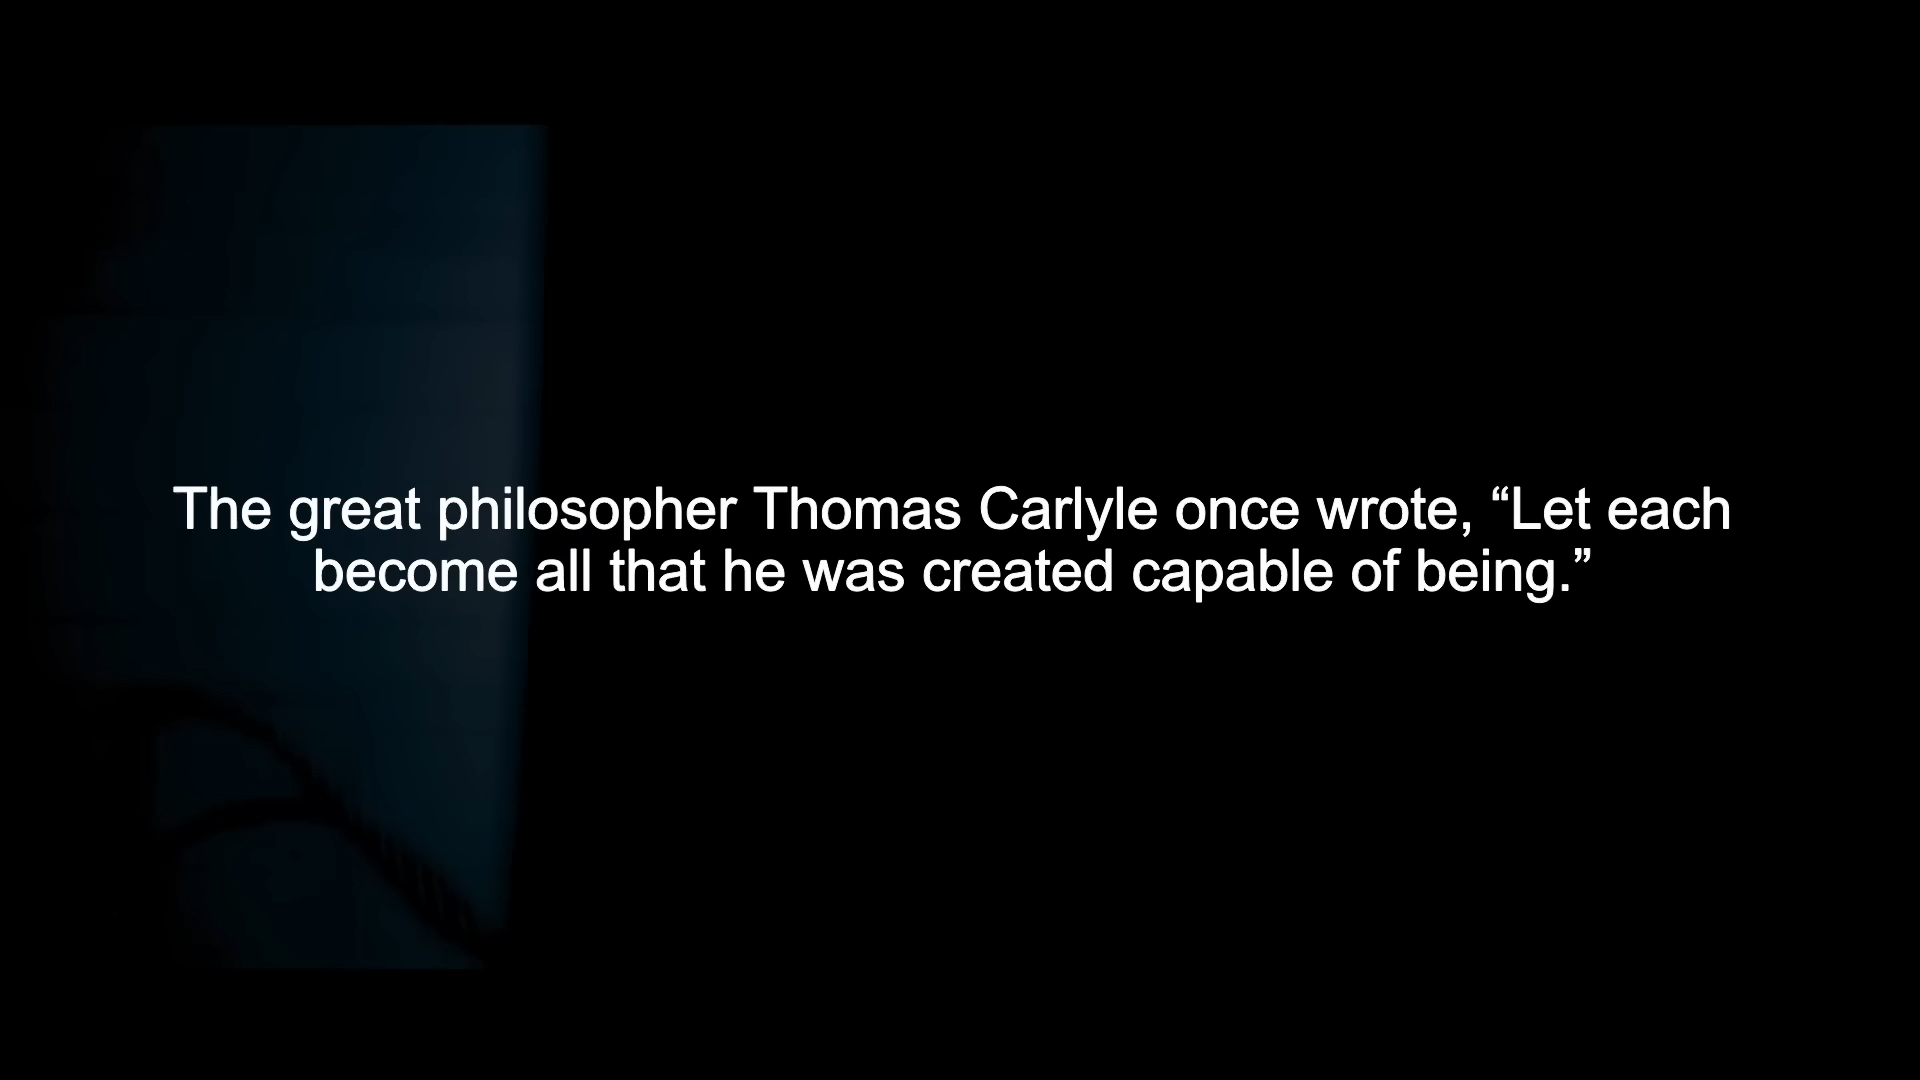 The great philosopher Thomas Carlyle once wrote, “Let each
become all that he was created capable of being.”